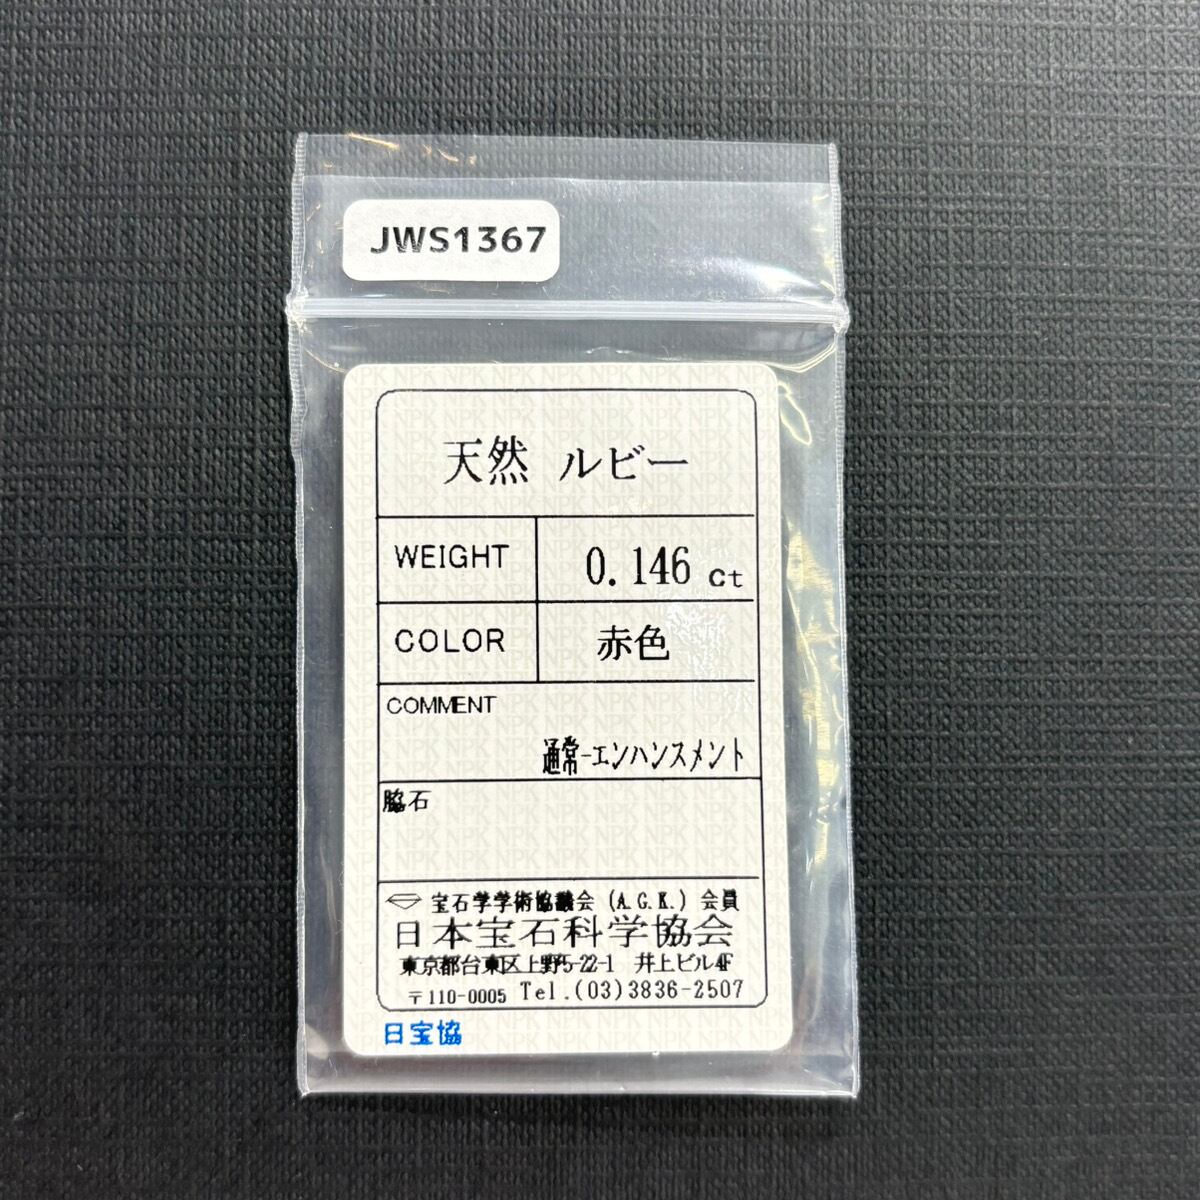 JWS1367
天然 ルビー
WEIGHT 0.146 ct
COLOR 赤色
COMMENT
通常-エンハンスメント
脇石
宝石学学術協議会 (A.G.K.) 会員
日本宝石科学協会
東京都台東区上野5-22-1 井上ビル4F
〒110-0005 Tel.(03)3836-2507
日宝協